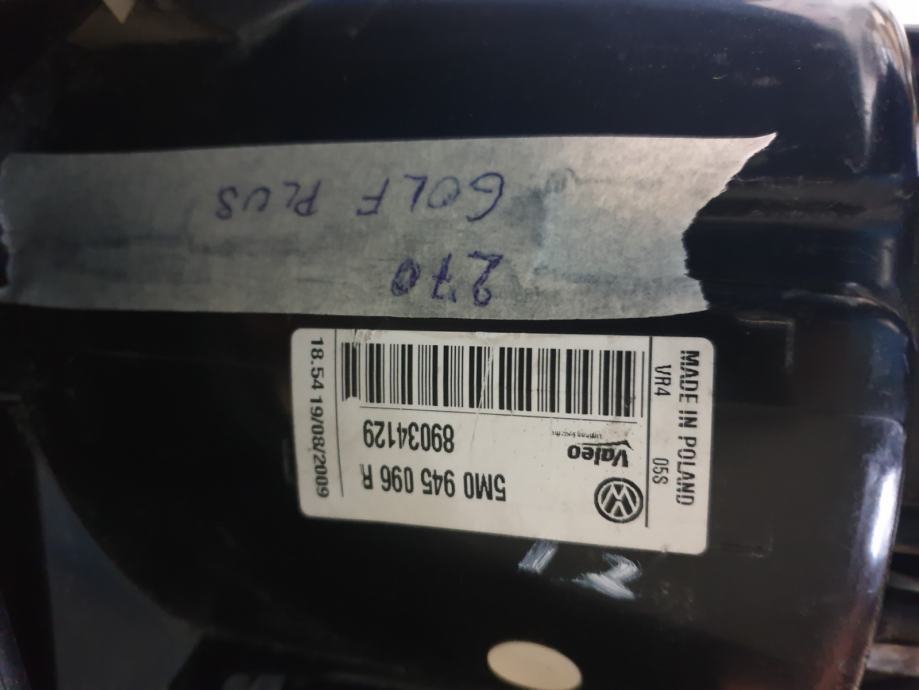 GOLF PLUS
270
MADE IN POLAND
VR4 05S
Valeo
5M0 945 096 R
89034129
18.54 19/08/2009